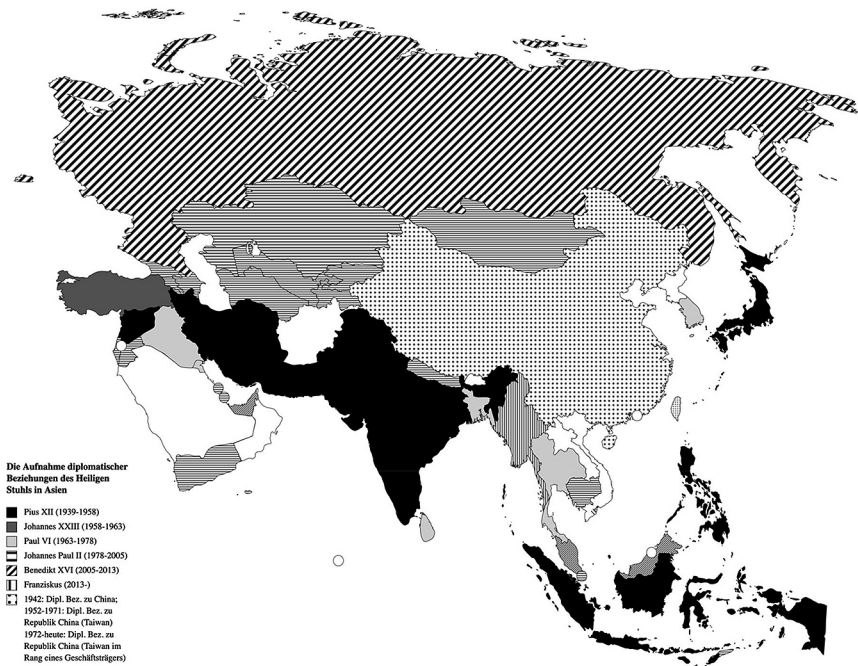 Die Aufnahme diplomatischer
Beziehungen des Heiligen
Stuhls in Asien
Pius XII (1939-1958)
Johannes XXIII (1958-1963)
Paul VI (1963-1978)
Johannes Paul II (1978-2005)
Benedikt XVI (2005-2013)
Franziskus (2013-)
1942: Dipl. Bez. zu China;
1952-1971: Dipl. Bez. zu
Republik China (Taiwan)
1972-heute: Dipl. Bez. zu
Republik China (Taiwan im
Rang eines Geschäftsträgers)